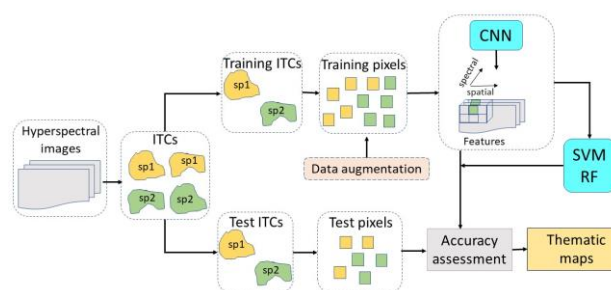 Hyperspectral
images
ITCs
sp1
sp1
sp2
sp2
Training ITCs
sp1
sp2
Training pixels
Data augmentation
CNN
spectral
spatial
Features
SVM
RF
Test ITCs
sp1
sp2
Test pixels
Accuracy
assessment
Thematic
maps